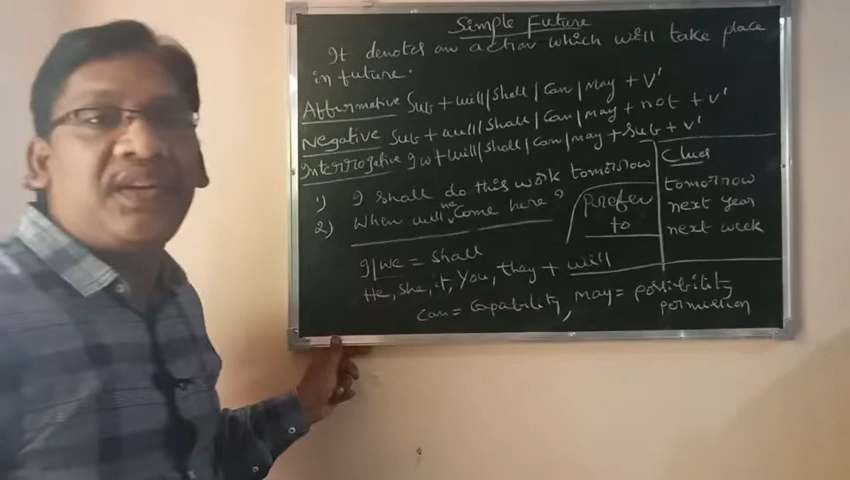 Simple Future
It denotes an action which will take place
in future.
Affirmative Sub + will/shall | Can | May + V'
Negative Sub + will/shall | Can | may + not + V'
Interrogative Iw + will/shall | Can | may + Sub + V'
1) I shall do this work tomorrow
2) When will he come here ?
Prefer
to
Clues
tomorrow
next year
next week
I | we = shall
He, she, it, You, they + will
can = capability, may = possibility
permission